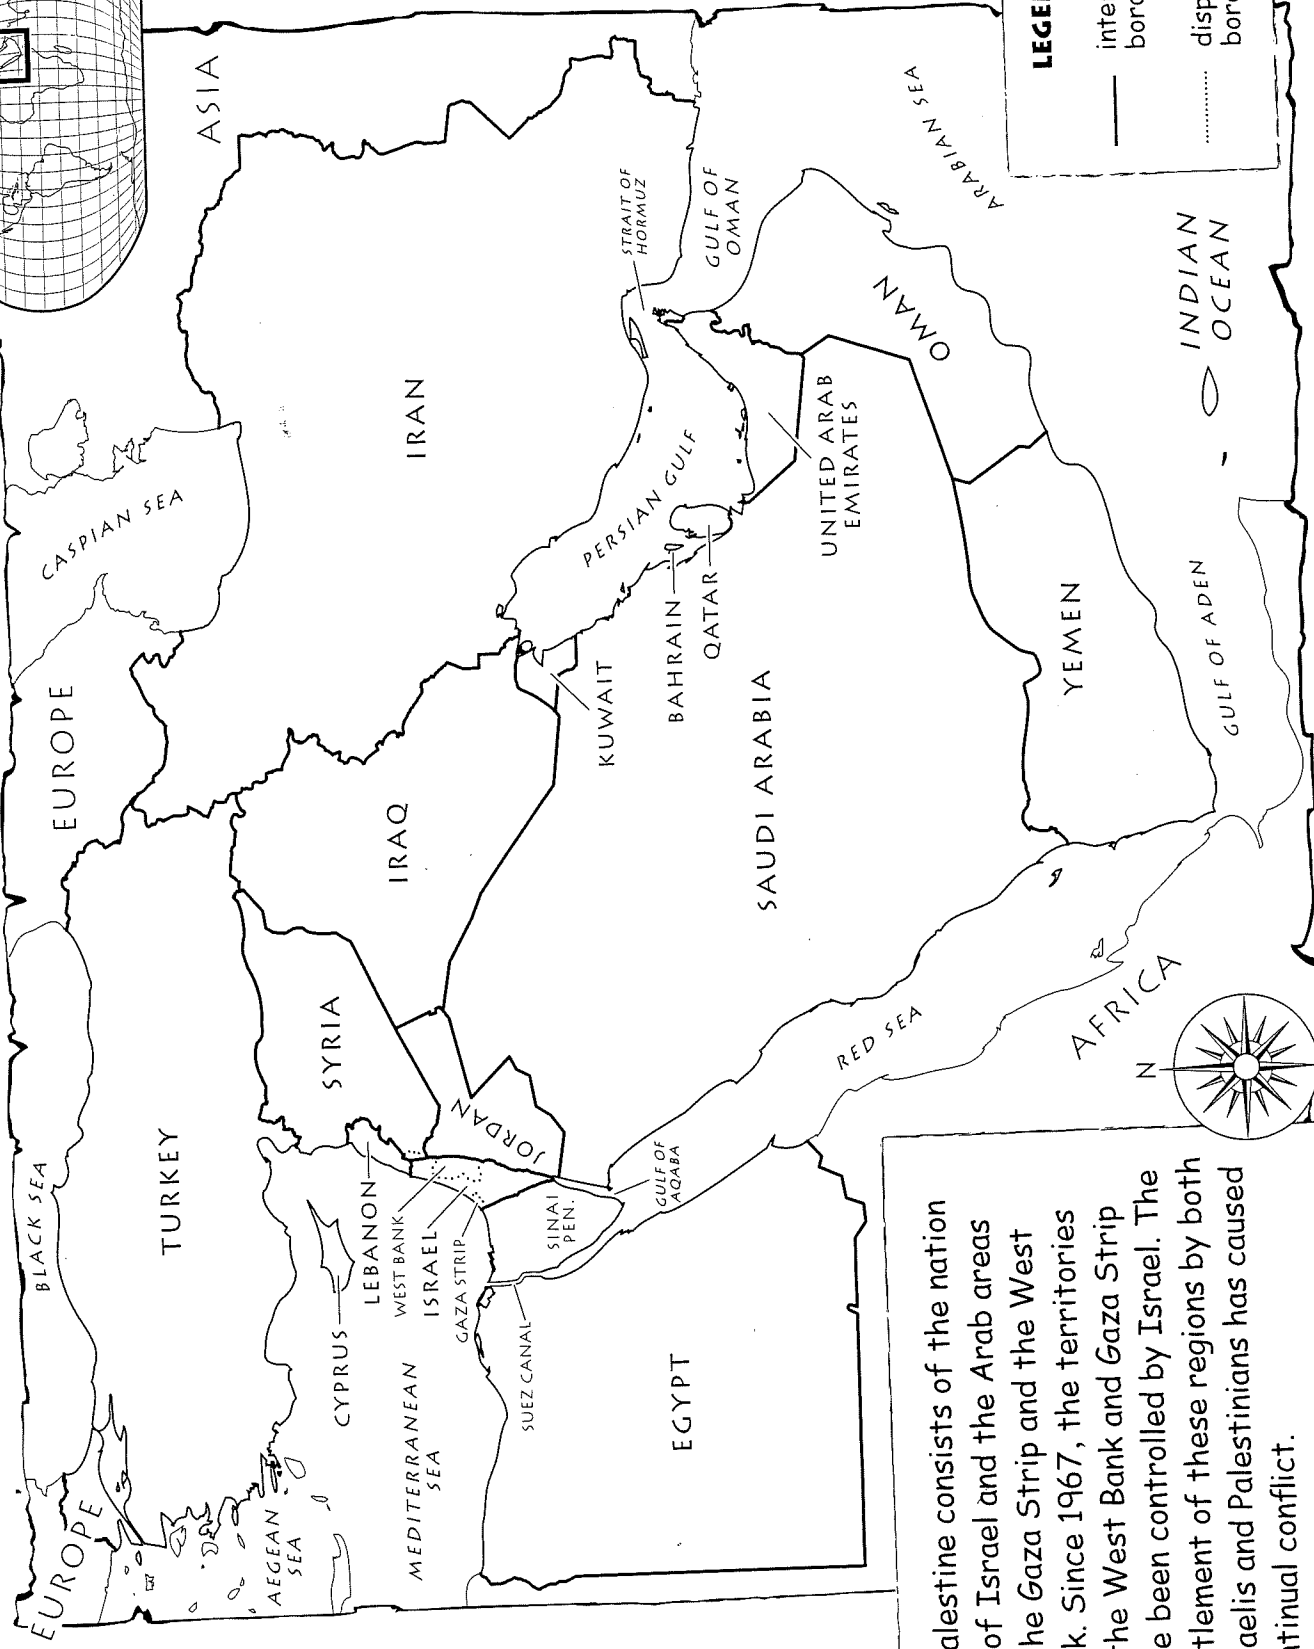 EUROPE
BLACK SEA
EUROPE
CASPIAN SEA
ASIA
TURKEY
AEGEAN
SEA
CYPRUS
SYRIA
LEBANON
WEST BANK
ISRAEL
GAZA STRIP
MEDITERRANEAN
SEA
IRAQ
IRAN
JORDAN
SUEZ CANAL
SINAI
PEN.
KUWAIT
STRAIT OF
HORMUZ
PERSIAN GULF
GULF OF
AQABA
BAHRAIN
QATAR
GULF OF
OMAN
EGYPT
SAUDI ARABIA
UNITED ARAB
EMIRATES
RED SEA
OMAN
ARABIAN SEA
YEMEN
AFRICA
GULF OF ADEN
INDIAN
OCEAN
N
alestine consists of the nation
of Israel and the Arab areas
he Gaza Strip and the West
k. Since 1967, the territories
he West Bank and Gaza Strip
e been controlled by Israel. The
tlement of these regions by both
aelis and Palestinians has caused
tinual conflict.
LEGE
inte
bor
disp
bor